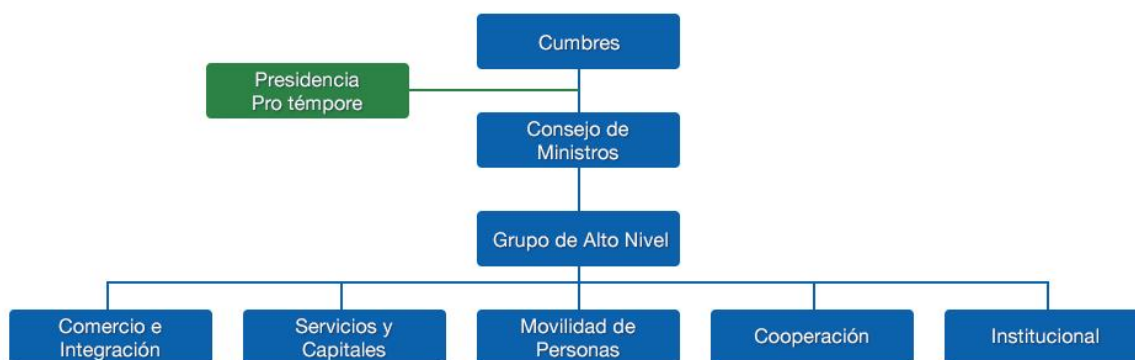 Cumbres
Presidencia
Pro témpore
Consejo de
Ministros
Grupo de Alto Nivel
Comercio e
Integración
Servicios y
Capitales
Movilidad de
Personas
Cooperación
Institucional